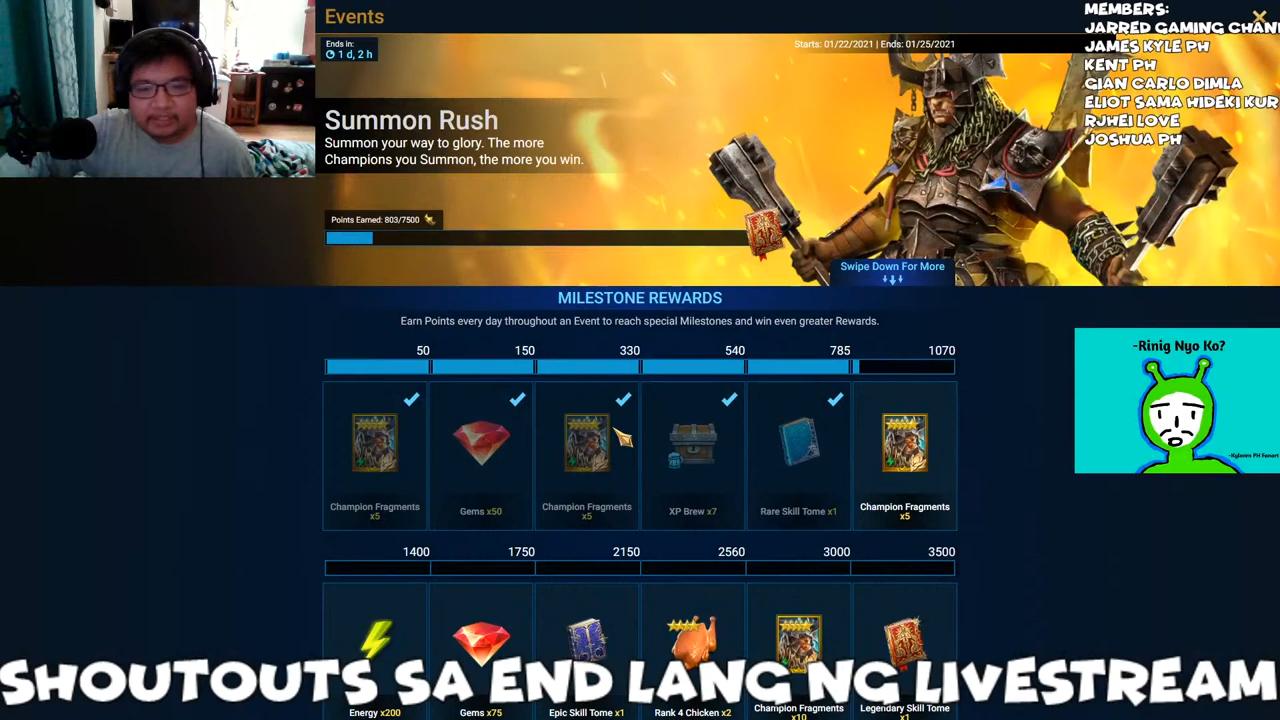 Events
Ends in:
1 d, 2 h
Starts: 01/22/2021 | Ends: 01/25/2021
Summon Rush
Summon your way to glory. The more
Champions you Summon, the more you win.
Points Earned: 803/7500
Swipe Down For More
MEMBERS:
JARRED GAMING CHAN
JAMES KYLE PH
KENT PH
GIAN CARLO DIMLA
ELIOT SAMA HIDEKI KUR
RJHEI LOVE
JOSHUA PH
MILESTONE REWARDS
Earn Points every day throughout an Event to reach special Milestones and win even greater Rewards.
50 150 330 540 785 1070
Champion Fragments x5
Gems x50
Champion Fragments x5
XP Brew x7
Rare Skill Tome x1
Champion Fragments x5
-Rinig Nyo Ko?
1400 1750 2150 2560 3000 3500
SHOUTOUTS SA END LANG NG LIVESTREAM
Energy x200
Gems x75
Epic Skill Tome x1
Rank 4 Chicken x2
Champion Fragments x10
Legendary Skill Tome x1